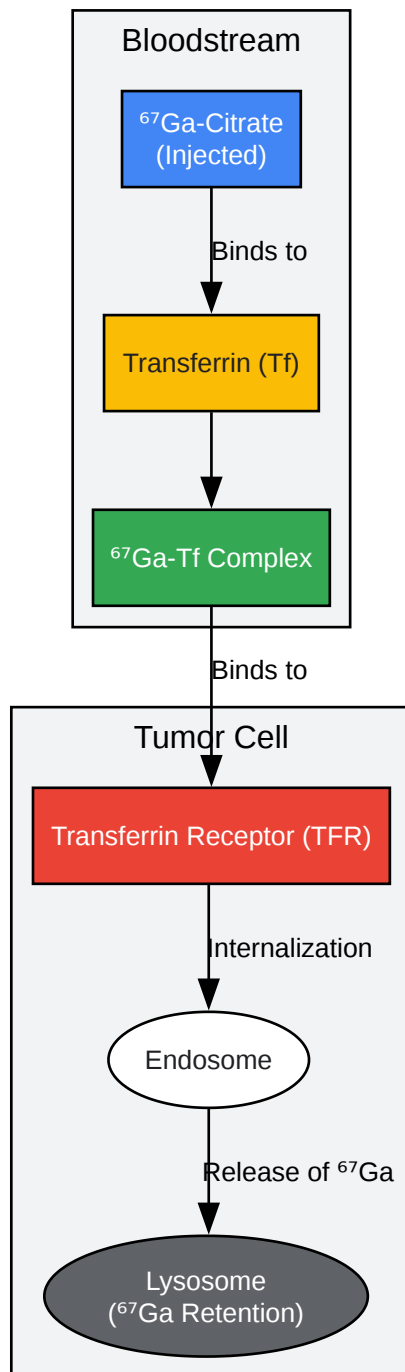 Bloodstream
⁶⁷Ga-Citrate
(Injected)
Binds to
Transferrin (Tf)
⁶⁷Ga-Tf Complex
Binds to
Tumor Cell
Transferrin Receptor (TFR)
Internalization
Endosome
Release of ⁶⁷Ga
Lysosome
(⁶⁷Ga Retention)